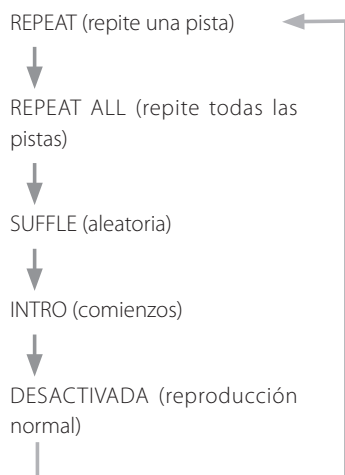 REPEAT (repite una pista)
REPEAT ALL (repite todas las
pistas)
SUFFLE (aleatoria)
INTRO (comienzos)
DESACTIVADA (reproducción
normal)